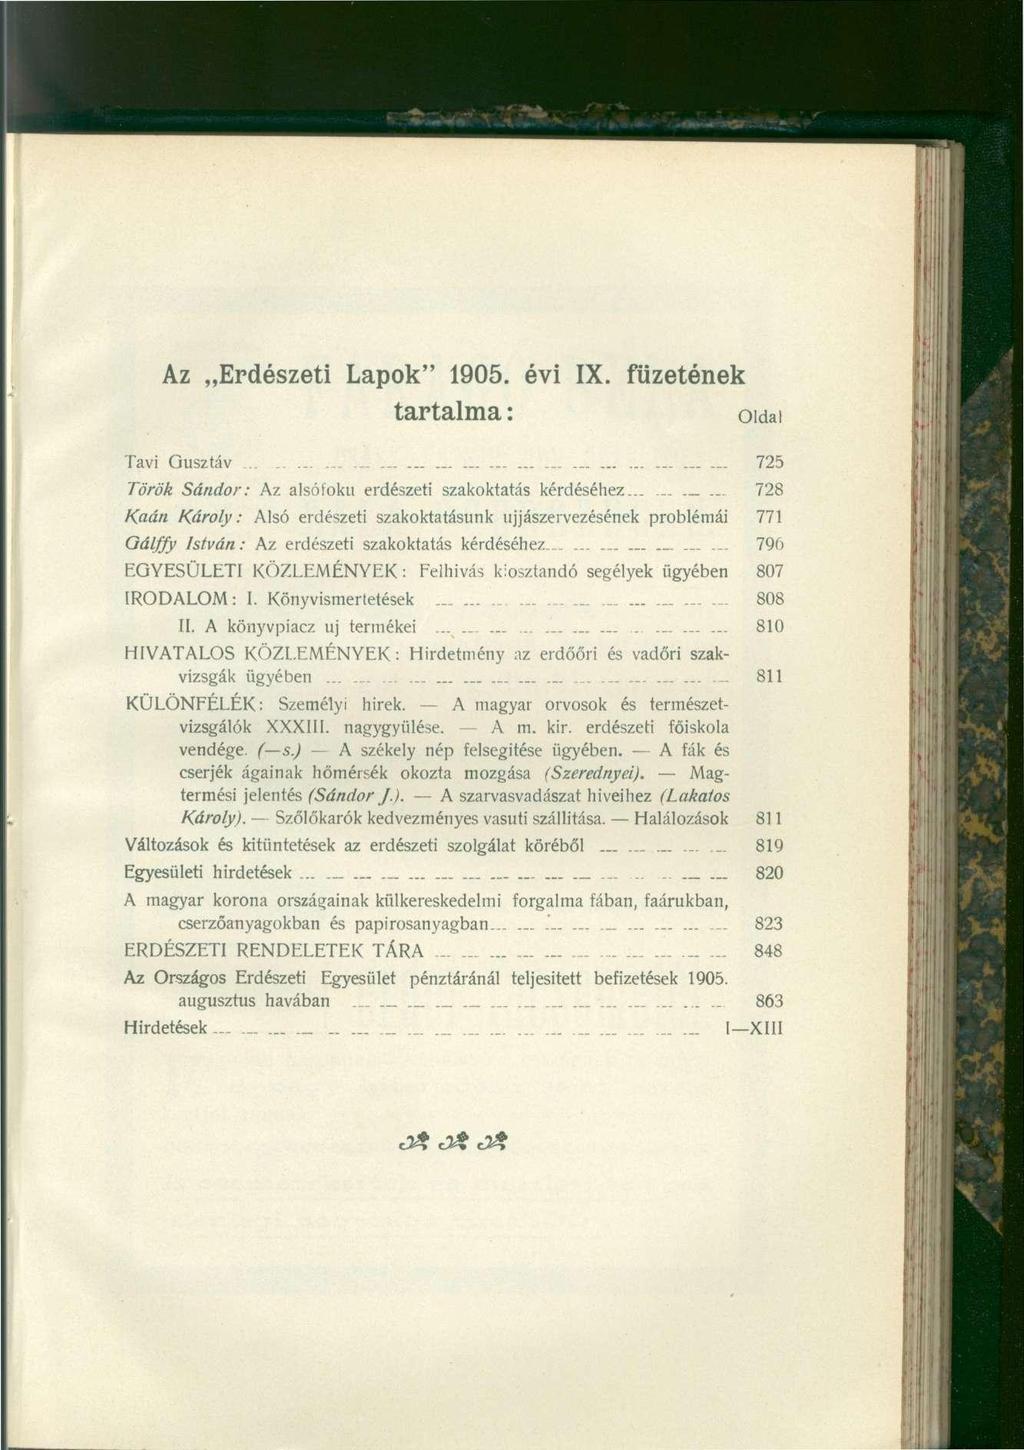 Az „Erdészeti Lapok” 1905. évi IX. füzetének
tartalma:
Oldal
Tavi Gusztáv 725
Török Sándor: Az alsófoku erdészeti szakoktatás kérdéséhez 728
Kaán Károly: Alsó erdészeti szakoktatásunk ujjászervezésének problémái 771
Gálffy István: Az erdészeti szakoktatás kérdéséhez 796
EGYESÜLETI KÖZLEMÉNYEK: Felhivás kiosztandó segélyek ügyében 807
IRODALOM: I. Könyvismertetések 808
II. A könyvpiacz uj termékei 810
HIVATALOS KÖZLEMÉNYEK: Hirdetmény az erdőőri és vadőri szak-
vizsgák ügyében 811
KÜLÖNFÉLÉK: Személyi hirek. — A magyar orvosok és természet-
vizsgálók XXXIII. nagygyülése. — A m. kir. erdészeti főiskola
vendége. (—s.) — A székely nép felsegitése ügyében. — A fák és
cserjék ágainak hőmérsék okozta mozgása (Szerednyei). — Mag-
termési jelentés (Sándor J.). — A szarvasvadászat hiveihez (Lakatos
Károly). — Szőlőkarók kedvezményes vasuti szállitása. — Halálozások 811
Változások és kitüntetések az erdészeti szolgálat köréből 819
Egyesületi hirdetések 820
A magyar korona országainak külkereskedelmi forgalma fában, faárukban,
cserzőanyagokban és papirosanyagban 823
ERDÉSZETI RENDELETEK TÁRA 848
Az Országos Erdészeti Egyesület pénztáránál teljesitett befizetések 1905.
augusztus havában 863
Hirdetések I—XIII